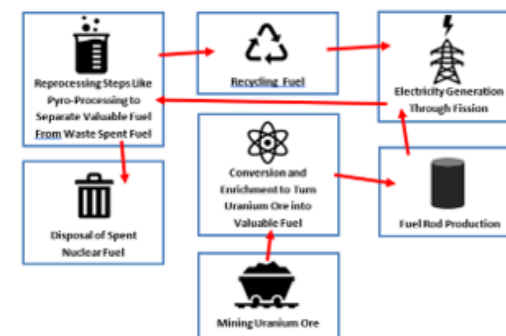 Reprocessing Steps Like
Pyro-Processing to
Separate Valuable Fuel
From Waste Spent Fuel
Recycling Fuel
Electricity Generation
Through Fission
Disposal of Spent
Nuclear Fuel
Conversion and
Enrichment to Turn
Uranium Ore into
Valuable Fuel
Fuel Rod Production
Mining Uranium Ore